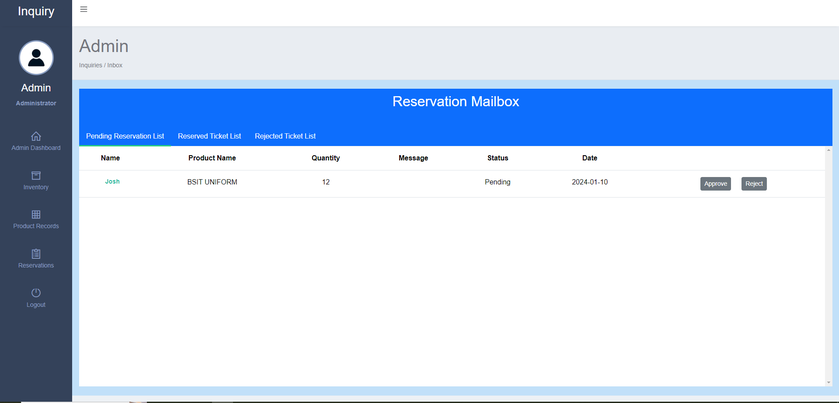 Inquiry
Admin
Administrator
Admin Dashboard
Inventory
Product Records
Reservations
Logout
Admin
Inquiries / Inbox
Reservation Mailbox
Pending Reservation List Reserved Ticket List Rejected Ticket List
Name Product Name Quantity Message Status Date
Josh BSIT UNIFORM 12 Pending 2024-01-10 Approve Reject